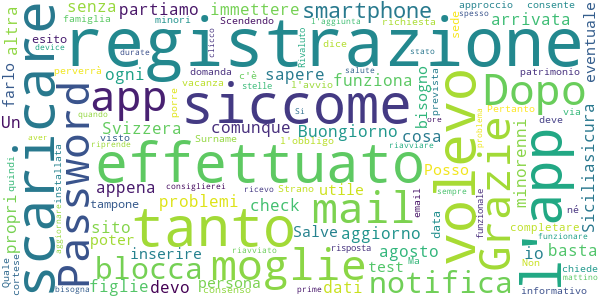 famiglia
senza
partiamo
immettere
smartphone
minori
Scendendo
l'aggiunta
richiesta
approccio
spesso
consente
arrivata
altra
esito
device
registrazione
Rivaluto
clicco
dice
sede
eventuale
farlo
durate
stato
perverrà
ogni
domanda
c'è
sapere
funziona
salute
patrimonio
scaricare
Password
app
siccome
vacanza
stelle
l'avvio
bisogno
prevista
volevo
Dopo
l'app
Siciliasicura
Un
quando
porre
Si
l'obbligo
Svizzera
comunque
Buongiorno
cosa
Pertanto
via
deve
aver
riprende
visto
Surname
riavviare
problema
effettuato
Grazie
minorenni
installata
aggiornare
appena
consiglierei
Strano
utile
Posso
né
propri
quindi
tampone
ricevo
tanto
mail
email
sempre
funzionale
problemi
check
sito
Salve
aggiorno
data
completare
Quale
cortese
poter
inserire
riavviato
risposta
Ma
Non
funzionare
io
basta
blocca
moglie
agosto
notifica
test
chiede
bisogna
figlie
devo
persona
consenso
prime
dati
informativo
mattino